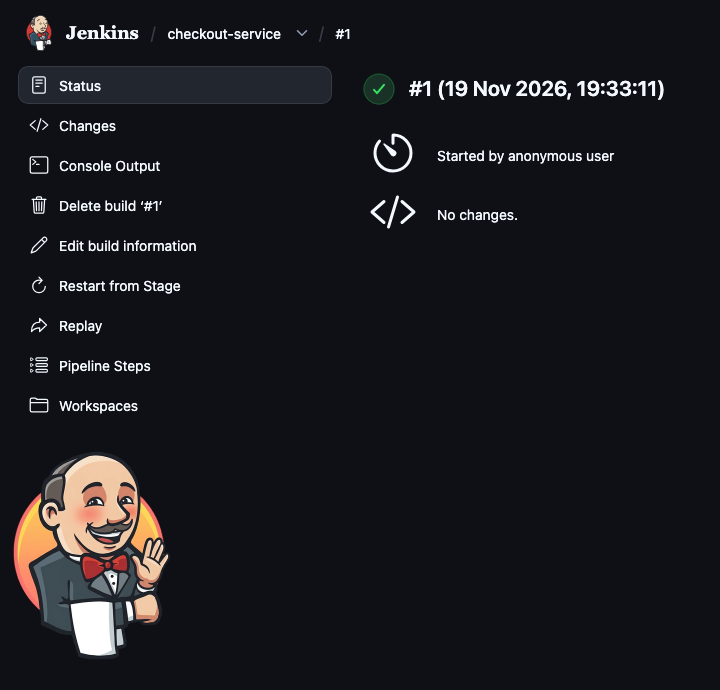 Jenkins / checkout-service / #1
Status
Changes
Console Output
Delete build ‘#1’
Edit build information
Restart from Stage
Replay
Pipeline Steps
Workspaces
#1 (19 Nov 2026, 19:33:11)
Started by anonymous user
No changes.